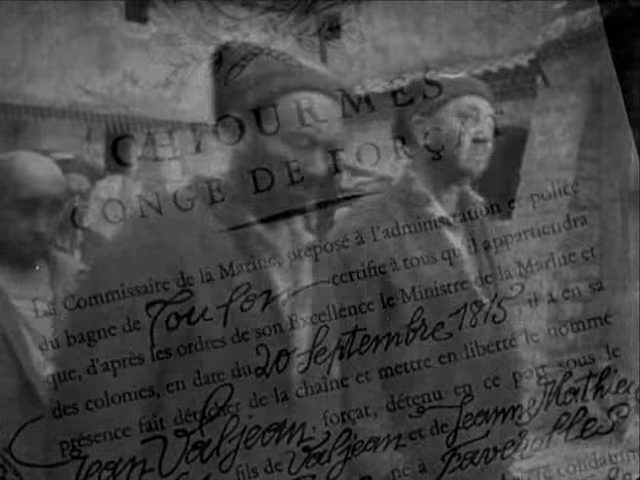 CHIOURMES
CONGÉ DE FORÇAT
Le Commissaire de la Marine, préposé à l'administration et police
du bagne de Toulon certifie à tous qu'il appartiendra
que, d'après les ordres de son Excellence le Ministre de la Marine et
des colonies, en date du 20 Septembre 1815 il a en sa
présence fait détacher de la chaîne et mettre en liberté le nommé
Jean Valjean, forçat, détenu en ce port sous le
fils de Valjean et de Jeanne Mathieu
à Faverolles